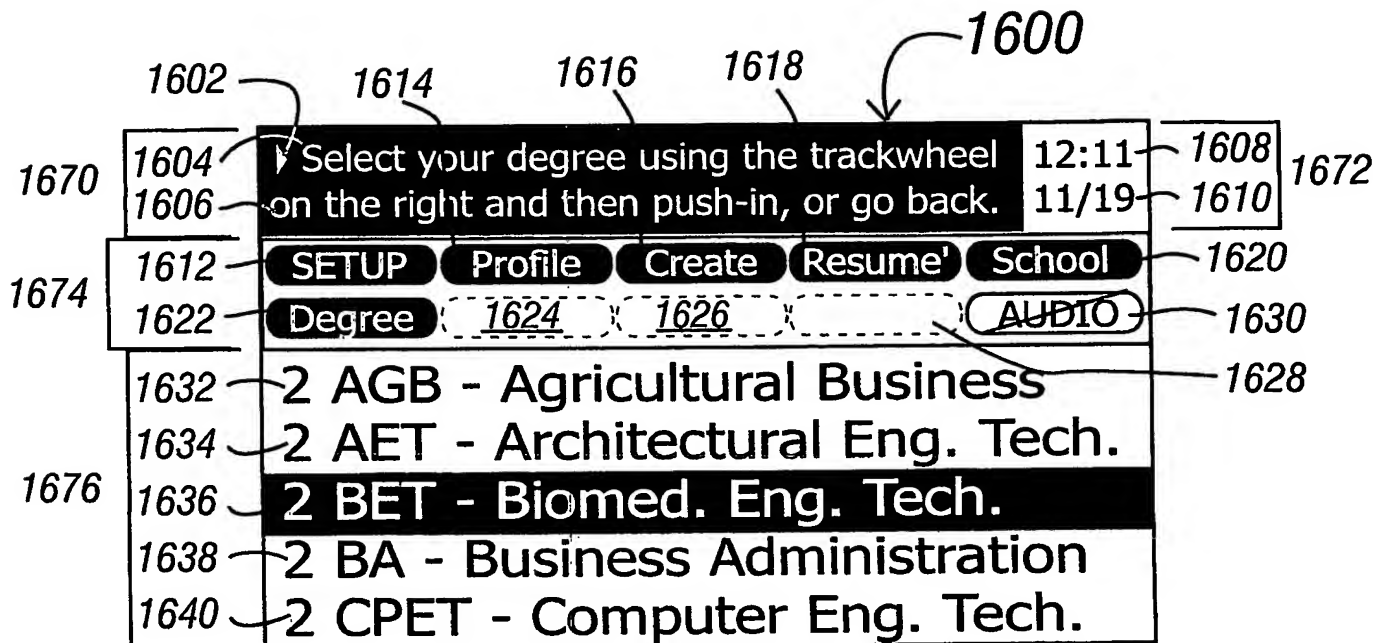 1600
1602 1614 1616 1618
1670 1604 Select your degree using the trackwheel 12:11 1608 1672
1606 on the right and then push-in, or go back. 11/19 1610
1674 1612 SETUP Profile Create Resume' School 1620
1622 Degree 1624 1626 AUDIO 1630
1632 2 AGB - Agricultural Business 1628
1634 2 AET - Architectural Eng. Tech.
1676 1636 2 BET - Biomed. Eng. Tech.
1638 2 BA - Business Administration
1640 2 CPET - Computer Eng. Tech.